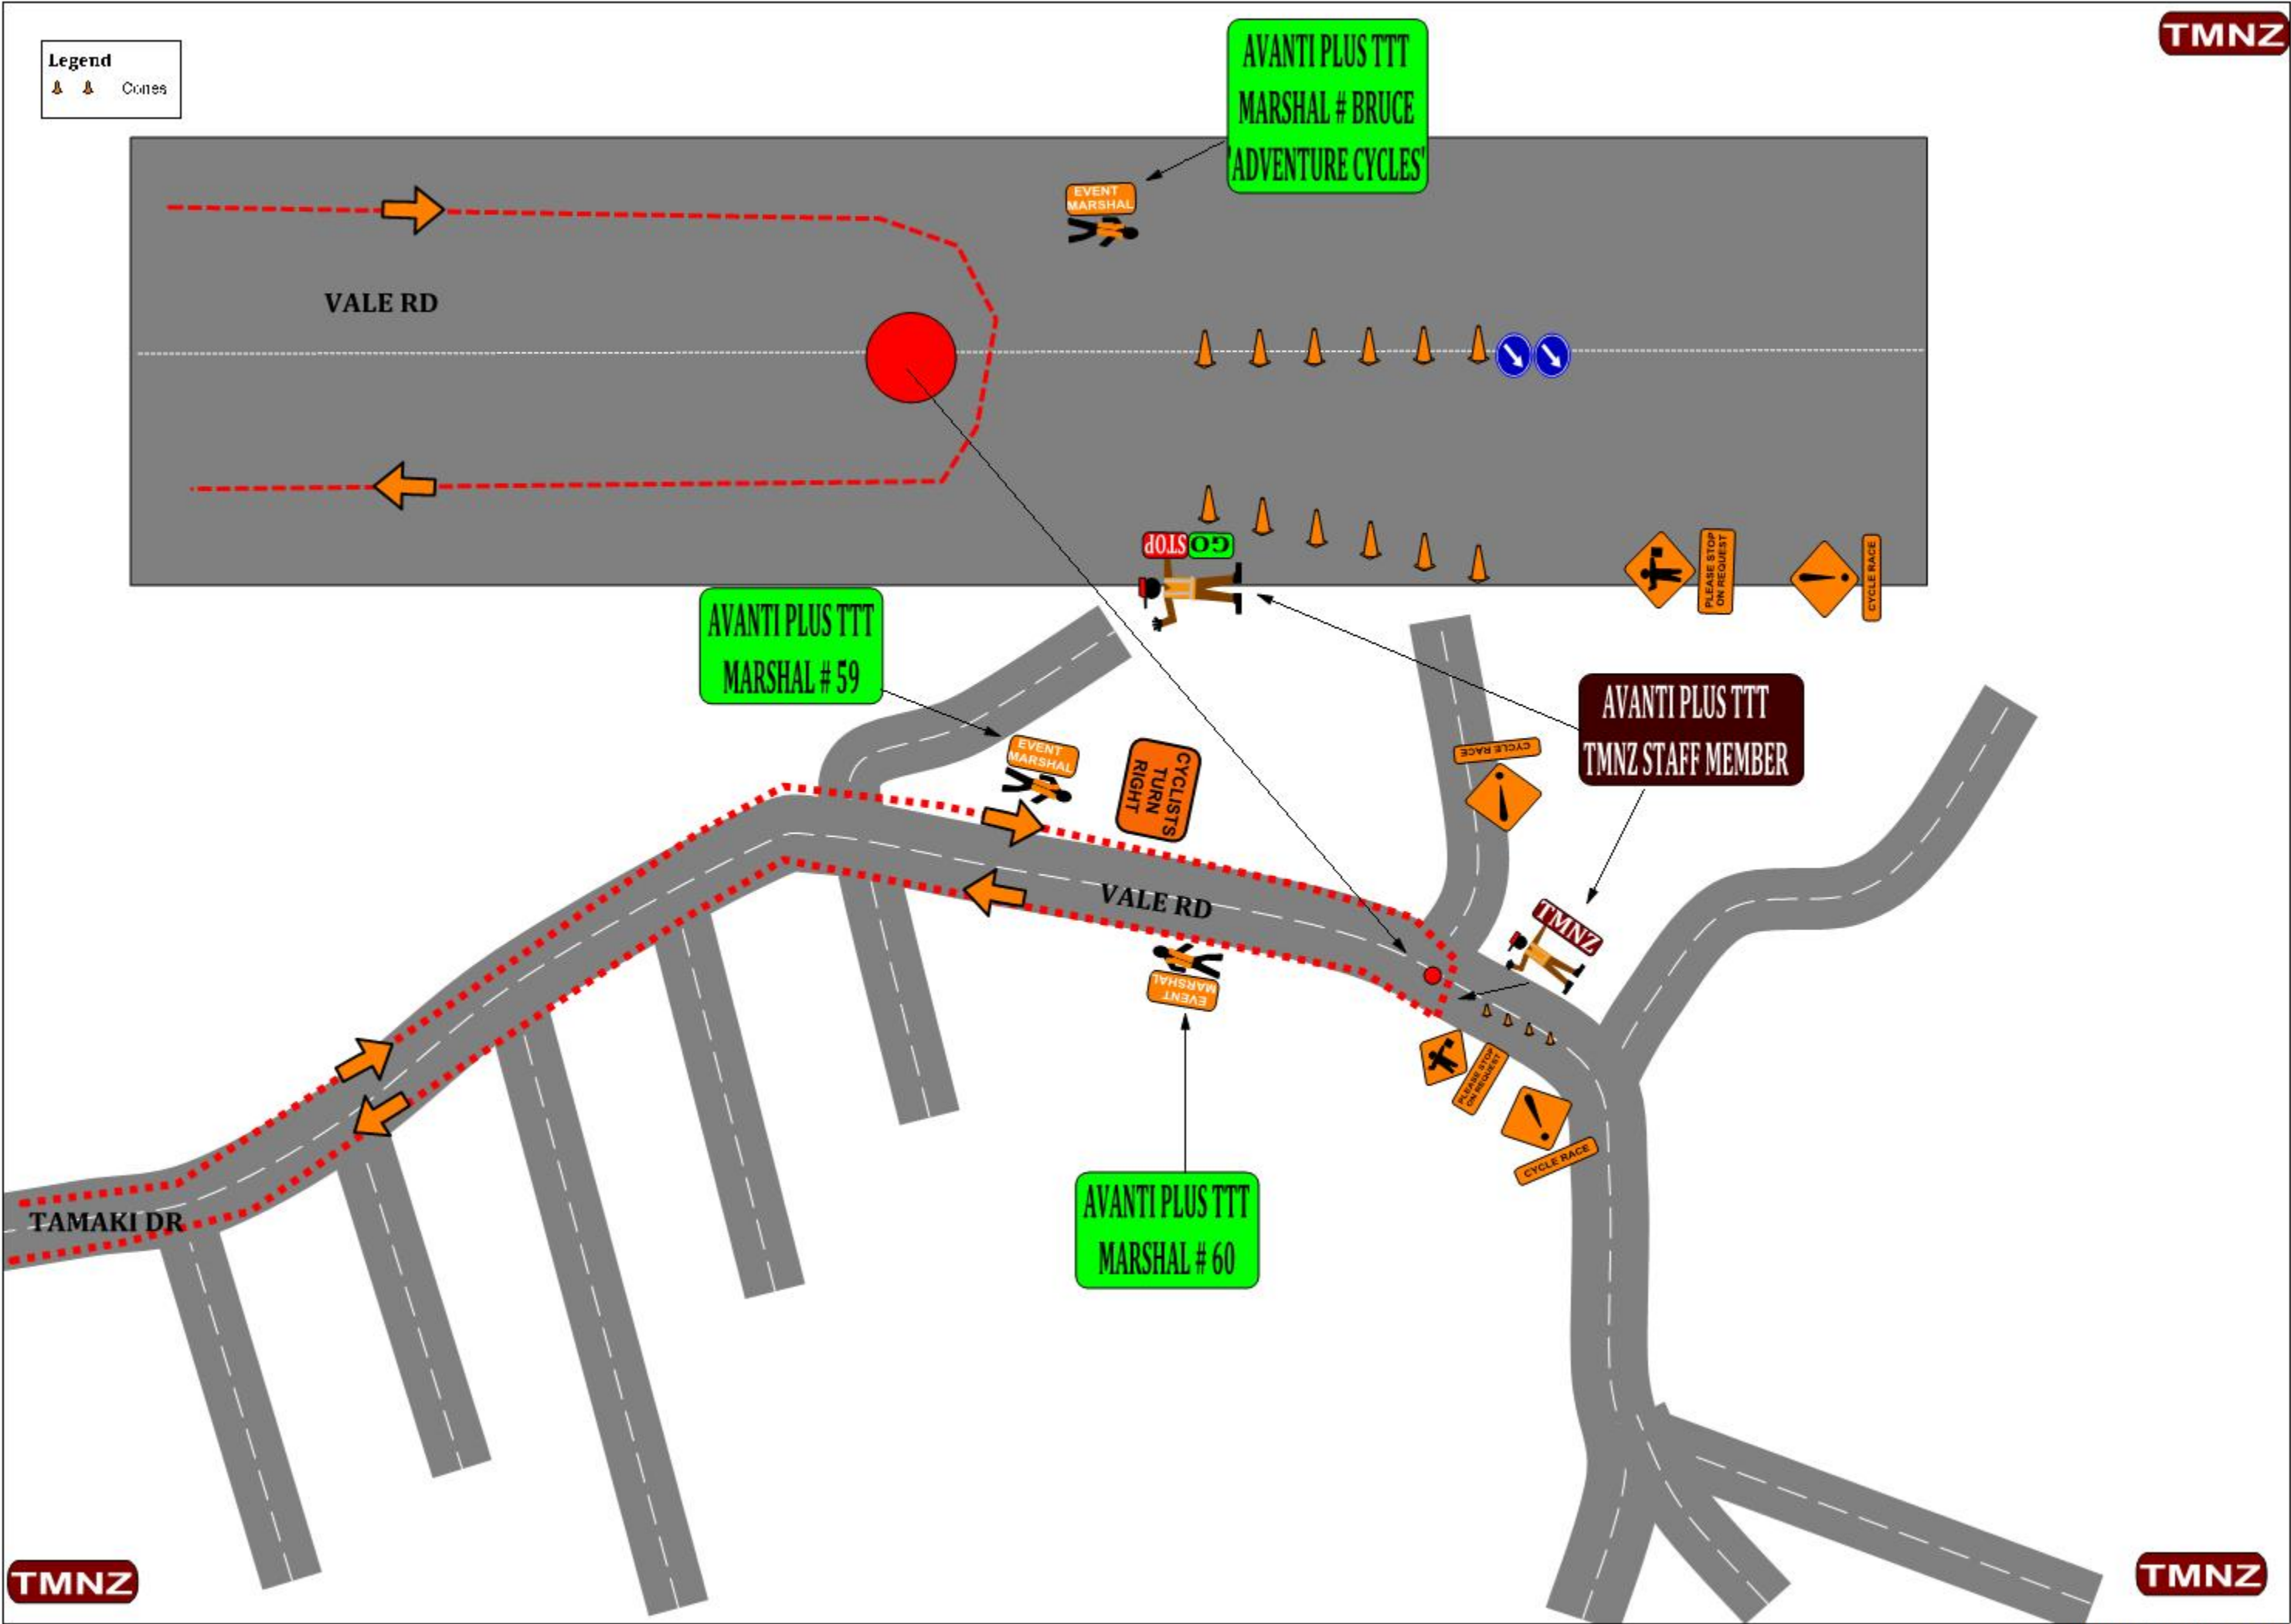 TMNZ
Legend
Cones
AVANTI PLUS TTT
MARSHAL # BRUCE
'ADVENTURE CYCLES'
EVENT
MARSHAL
VALE RD
STOP
GO
PLEASE STOP
ON REQUEST
CYCLE RACE
AVANTI PLUS TTT
MARSHAL # 59
AVANTI PLUS TTT
TMNZ STAFF MEMBER
EVENT
MARSHAL
CYCLISTS
TURN
RIGHT
CYCLE RACE
VALE RD
TMNZ
EVENT
MARSHAL
PLEASE STOP
ON REQUEST
CYCLE RACE
AVANTI PLUS TTT
MARSHAL # 60
TAMAKI DR
TMNZ
TMNZ